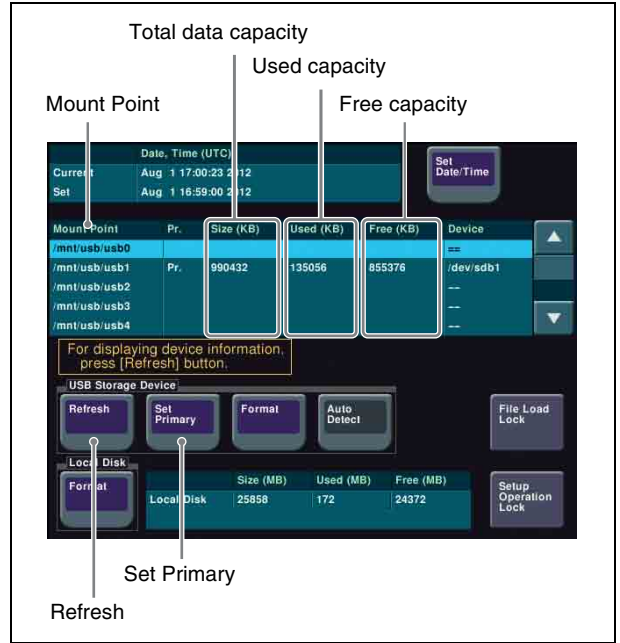 Total data capacity
Used capacity
Mount Point
Free capacity
Date, Time (UTC)
Current Aug 1 17:00:23 2012
Set Aug 1 16:59:00 2012
Set
Date/Time
Mount Point Pr. Size (KB) Used (KB) Free (KB) Device
/mnt/usb/usb0 --
/mnt/usb/usb1 Pr. 990432 135056 855376 /dev/sdb1
/mnt/usb/usb2 --
/mnt/usb/usb3 --
/mnt/usb/usb4 --
For displaying device information,
press [Refresh] button.
USB Storage Device
Refresh
Set
Primary
Format
Auto
Detect
File Load
Lock
Local Disk
Format
Size (MB) Used (MB) Free (MB)
Local Disk 25858 172 24372
Setup
Operation
Lock
Set Primary
Refresh